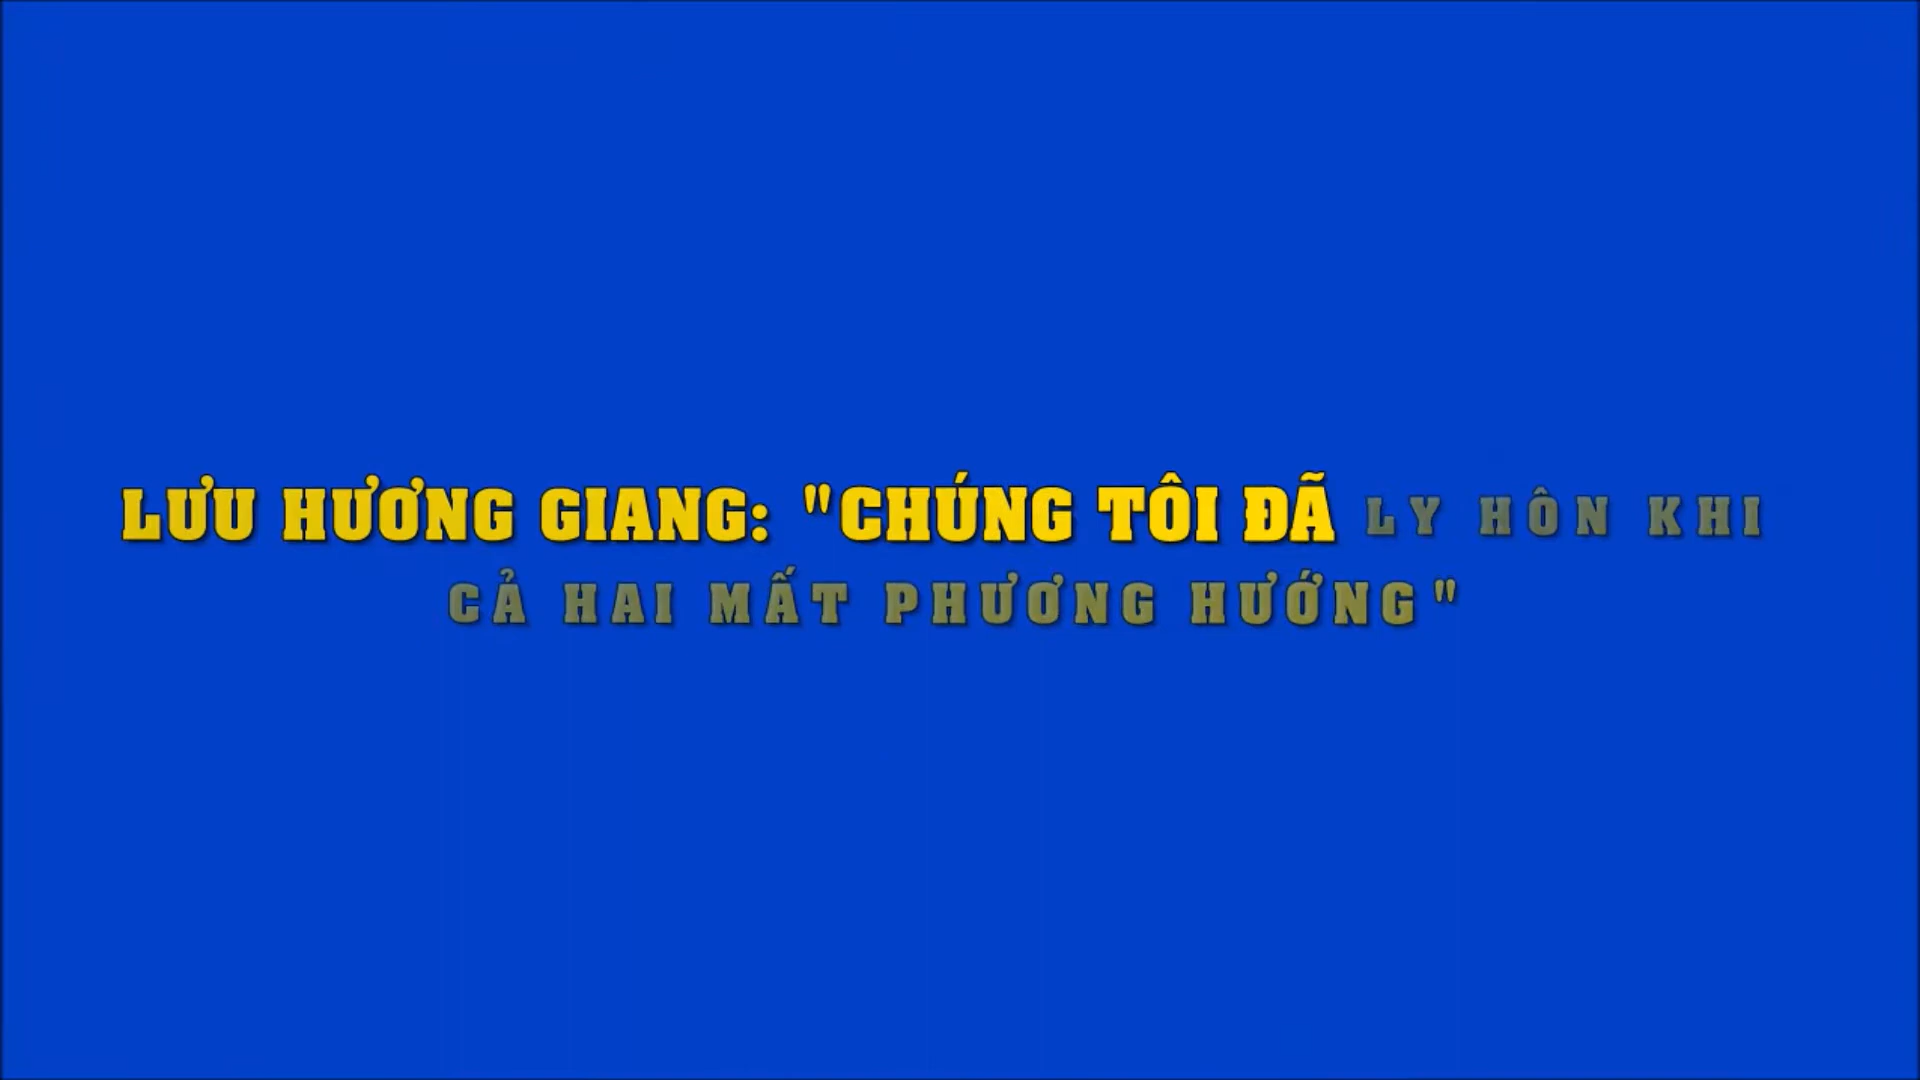 LƯU HƯƠNG GIANG: "CHÚNG TÔI ĐÃ LY HÔN KHI
CẢ HAI MẤT PHƯƠNG HƯỚNG"